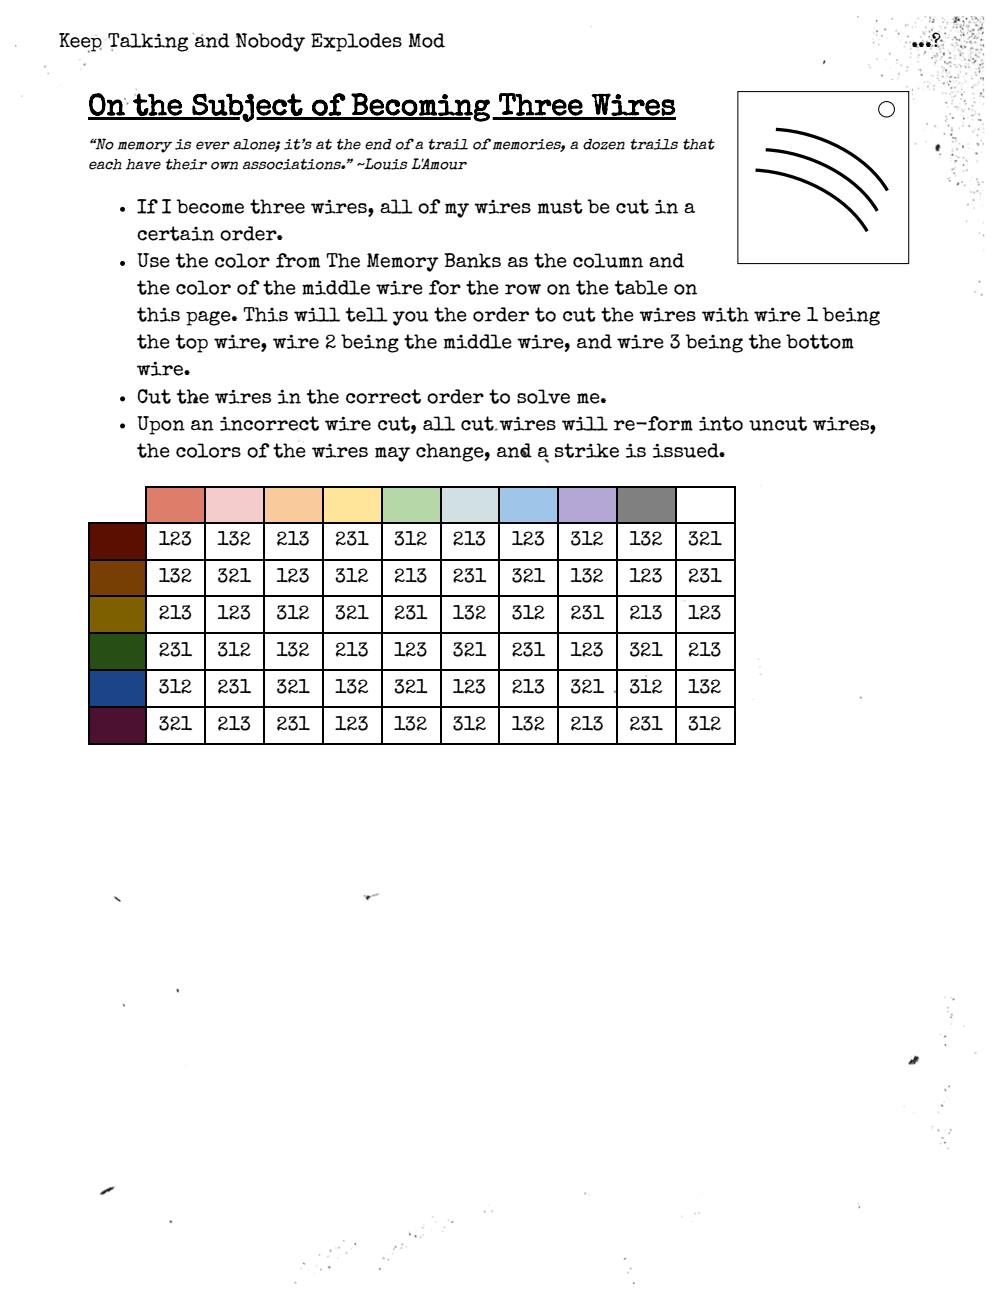 Keep Talking and Nobody Explodes Mod
...?
On the Subject of Becoming Three Wires
“No memory is ever alone; it's at the end of a trail of memories, a dozen trails that
each have their own associations.” ~Louis L'Amour
• If I become three wires, all of my wires must be cut in a
certain order.
• Use the color from The Memory Banks as the column and
the color of the middle wire for the row on the table on
this page. This will tell you the order to cut the wires with wire 1 being
the top wire, wire 2 being the middle wire, and wire 3 being the bottom
wire.
• Cut the wires in the correct order to solve me.
• Upon an incorrect wire cut, all cut wires will re-form into uncut wires,
the colors of the wires may change, and a strike is issued.
123 132 213 231 312 213 123 312 132 321
132 321 123 312 213 231 321 132 123 231
213 123 312 321 231 132 312 231 213 123
231 312 132 213 123 321 231 123 321 213
312 231 321 132 321 123 213 321 312 132
321 213 231 123 132 312 132 213 231 312